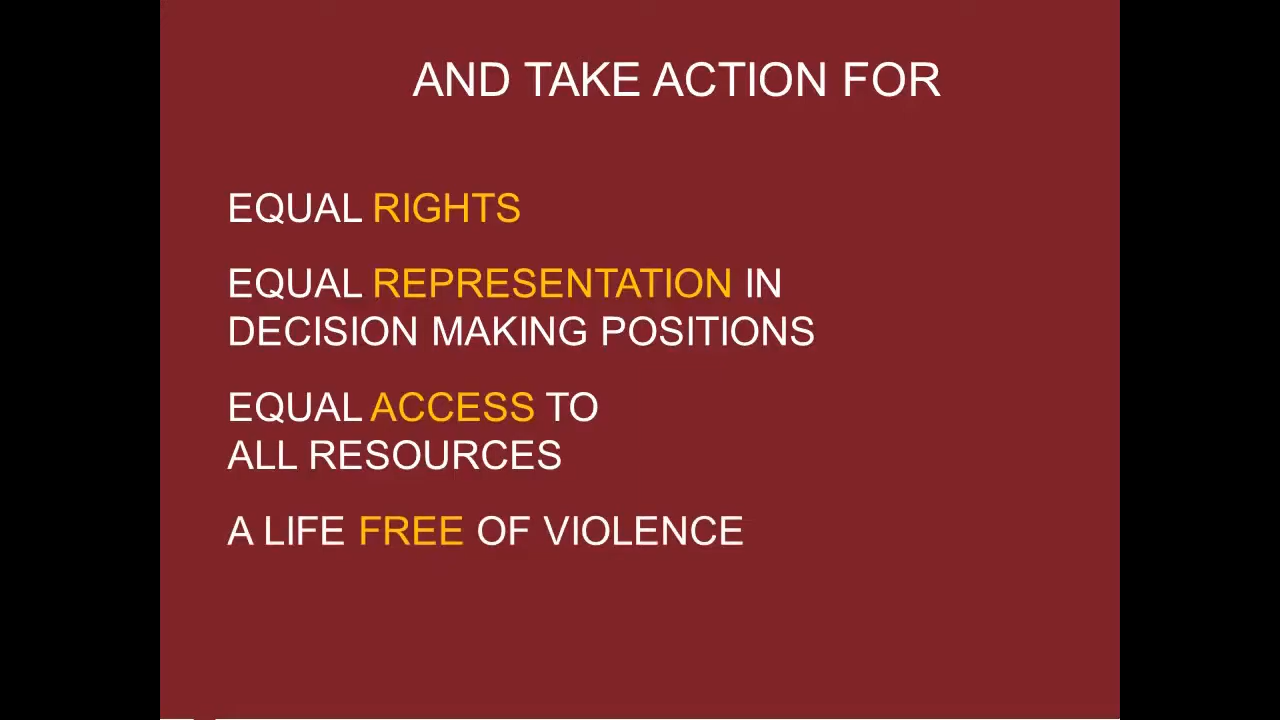 AND TAKE ACTION FOR
EQUAL RIGHTS
EQUAL REPRESENTATION IN
DECISION MAKING POSITIONS
EQUAL ACCESS TO
ALL RESOURCES
A LIFE FREE OF VIOLENCE